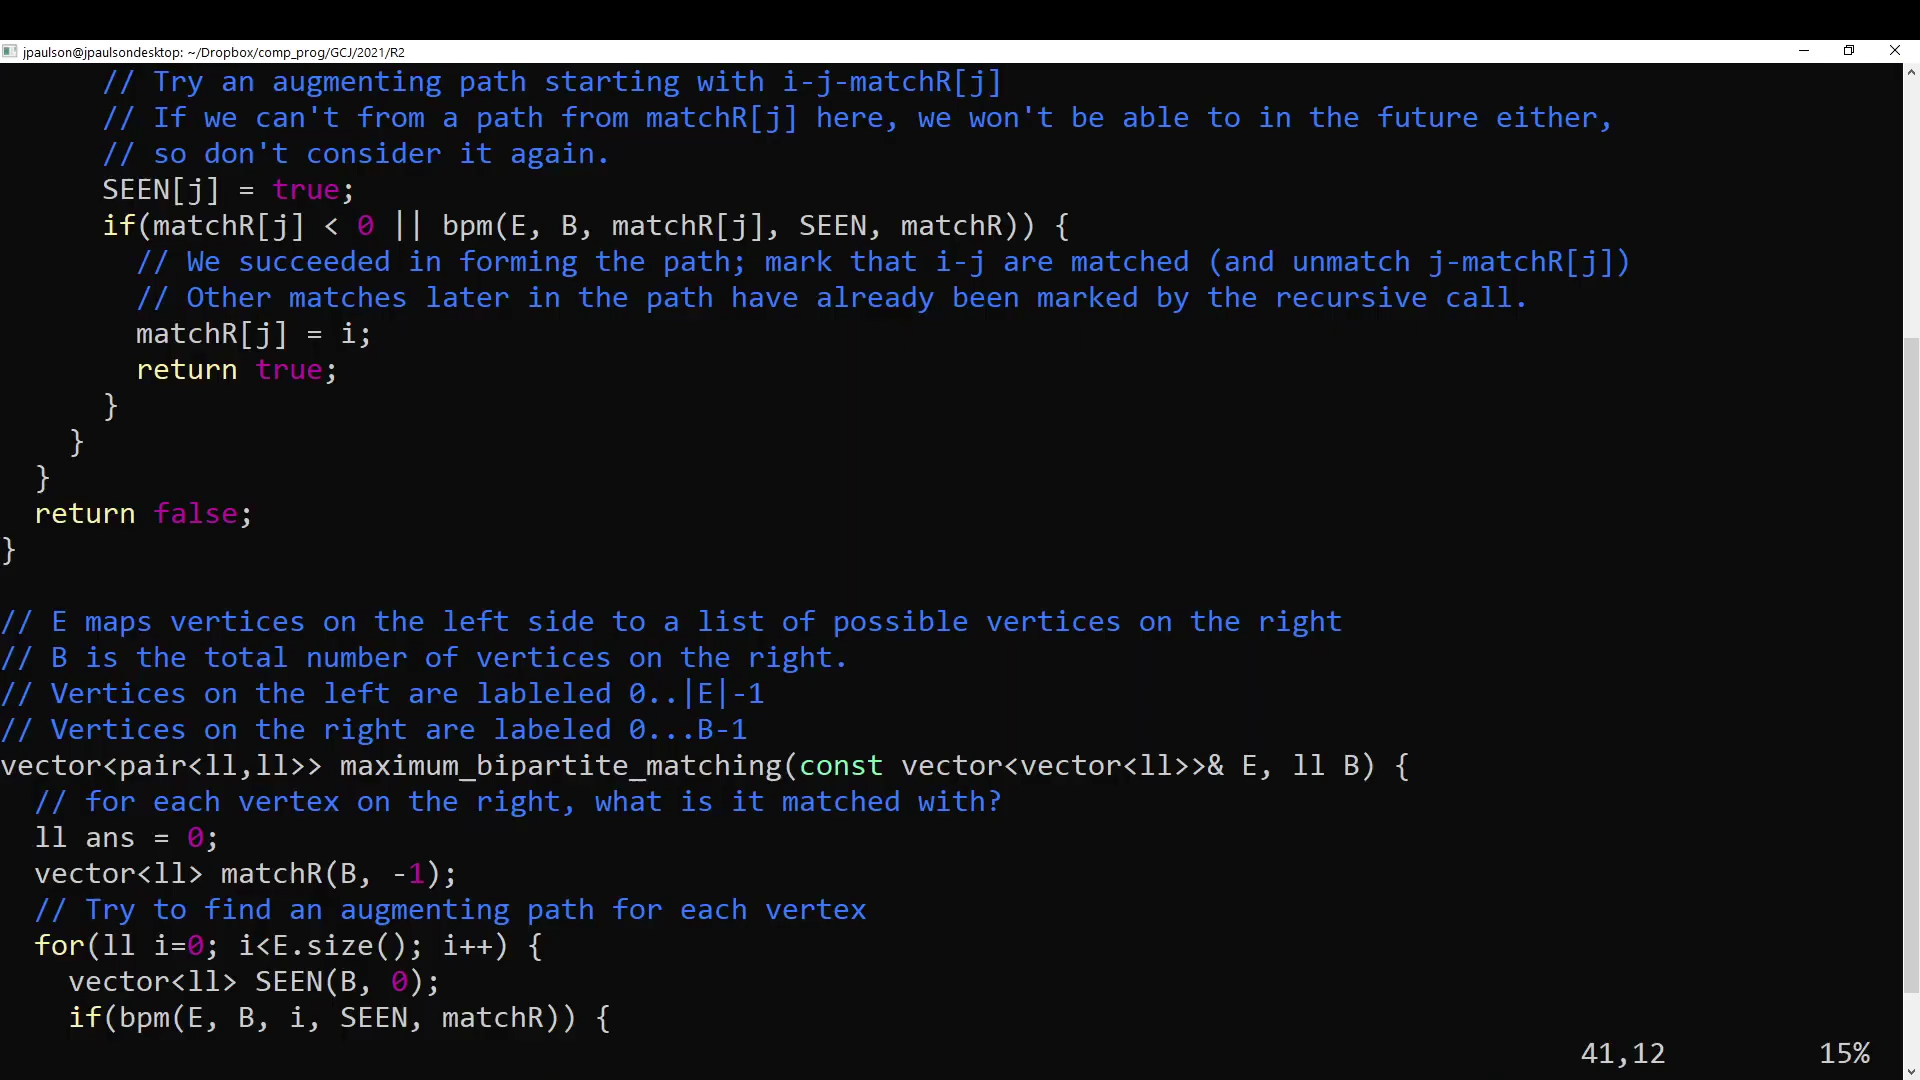 jpaulson@jpaulsondesktop: ~/Dropbox/comp_prog/GCJ/2021/R2
// Try an augmenting path starting with i-j-matchR[j]
// If we can't from a path from matchR[j] here, we won't be able to in the future either,
// so don't consider it again.
SEEN[j] = true;
if(matchR[j] < 0 || bpm(E, B, matchR[j], SEEN, matchR)) {
// We succeeded in forming the path; mark that i-j are matched (and unmatch j-matchR[j])
// Other matches later in the path have already been marked by the recursive call.
matchR[j] = i;
return true;
}
}
}
return false;
}
// E maps vertices on the left side to a list of possible vertices on the right
// B is the total number of vertices on the right.
// Vertices on the left are lableled 0..|E|-1
// Vertices on the right are labeled 0...B-1
vector<pair<ll,ll>> maximum_bipartite_matching(const vector<vector<ll>>& E, ll B) {
// for each vertex on the right, what is it matched with?
ll ans = 0;
vector<ll> matchR(B, -1);
// Try to find an augmenting path for each vertex
for(ll i=0; i<E.size(); i++) {
vector<ll> SEEN(B, 0);
if(bpm(E, B, i, SEEN, matchR)) {
41,12 15%